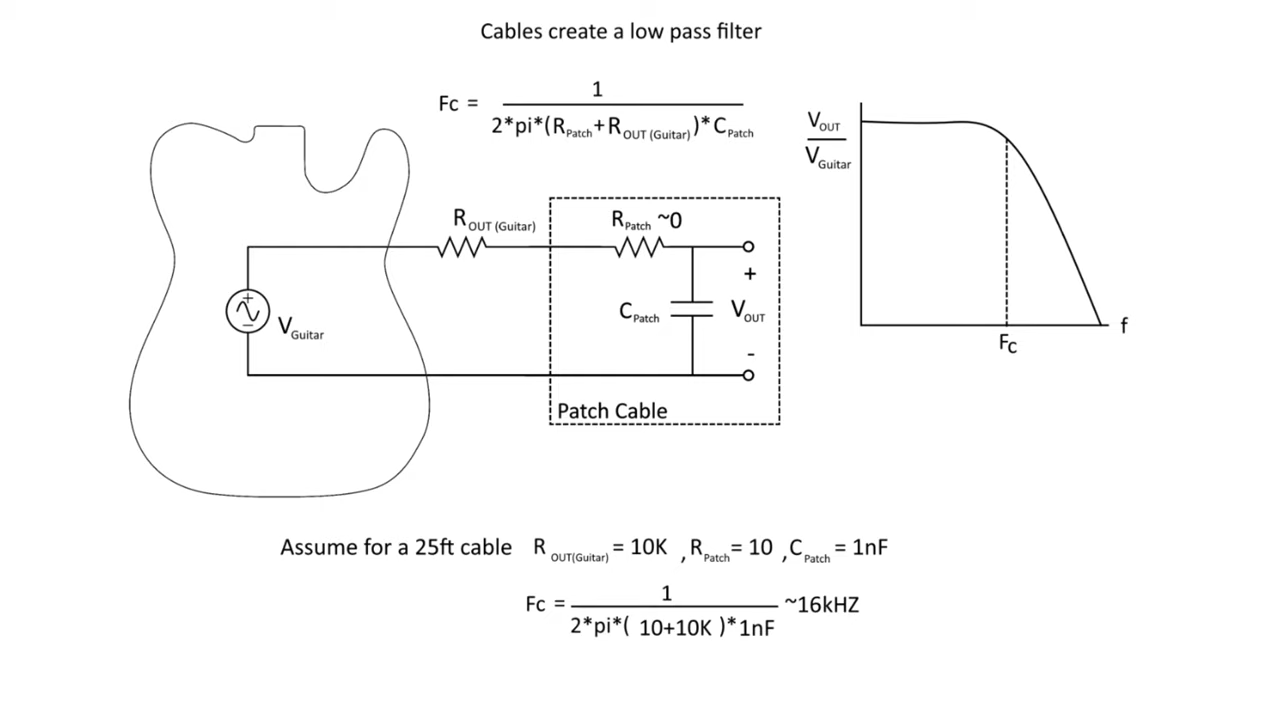 Cables create a low pass filter
Fc = 1
2*pi*(RPatch+ROUT (Guitar))*CPatch
VOUT
VGuitar
f
Fc
ROUT (Guitar)
RPatch ~0
+
CPatch
VOUT
-
+
-
VGuitar
Patch Cable
Assume for a 25ft cable R OUT(Guitar) = 10K , RPatch= 10 , CPatch = 1nF
Fc = 1 ~16kHZ
2*pi*( 10+10K )*1nF